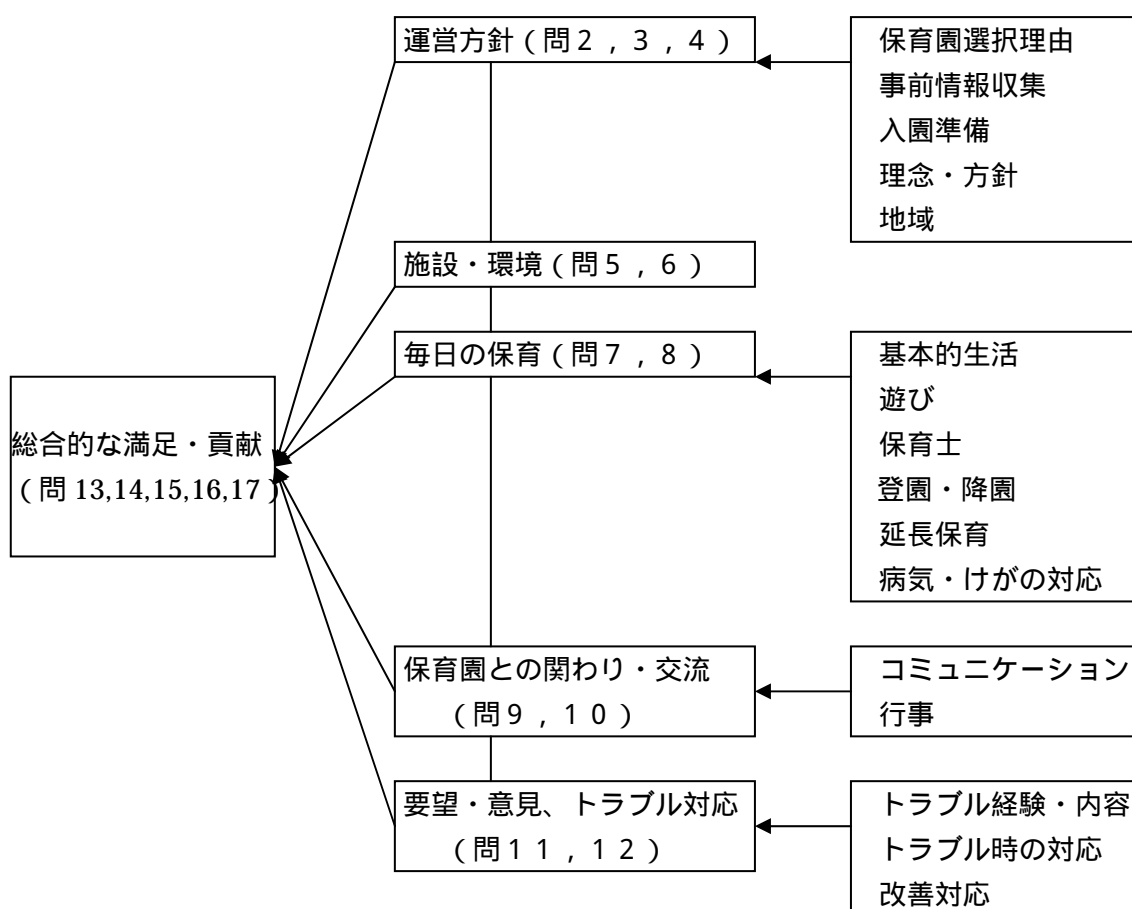 運営方針(問2,3,4)
保育園選択理由
事前情報収集
入園準備
理念・方針
地域
施設・環境(問5,6)
毎日の保育(問7,8)
基本的生活
遊び
保育士
登園・降園
延長保育
病気・けがの対応
総合的な満足・貢献
(問 13,14,15,16,17)
保育園との関わり・交流
(問9,10)
コミュニケーション
行事
要望・意見、トラブル対応
(問11,12)
トラブル経験・内容
トラブル時の対応
改善対応